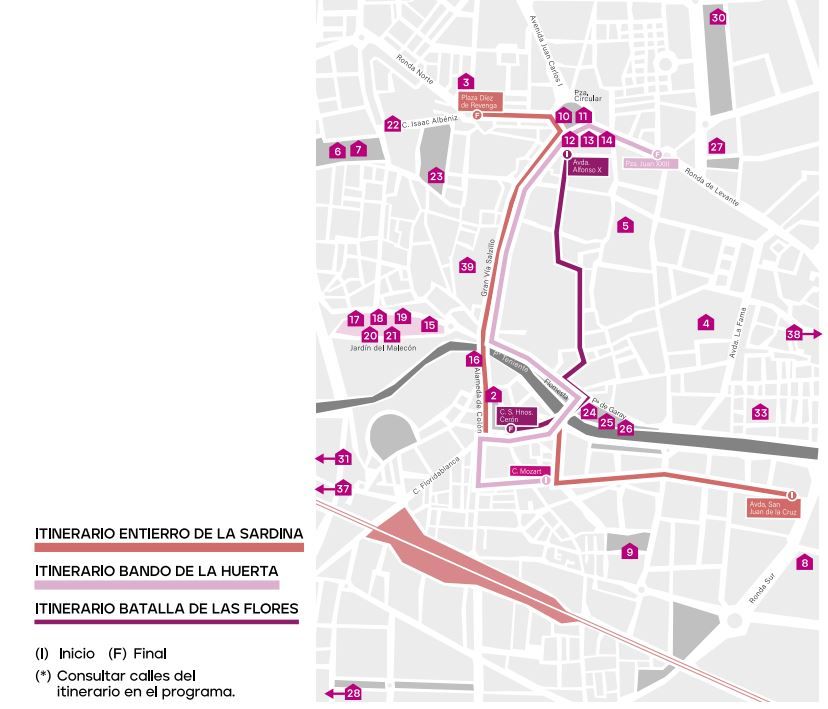 30
Avenida Juan Carlos I
Ronda Norte
3
Plaza Díez
de Revenga
F
Pza.
Circular
10
11
22
C. Isaac Albéniz
12
13
14
6
7
I
Avda.
Alfonso X
F
Pza. Juan XXIII
27
23
Ronda de Levante
5
39
Gran Vía Salzillo
17
18
19
15
20
21
Jardín del Malecón
4
Avda. La Fama
38
16
Pº Teniente
Flomesta
Alameda de Colón
2
C. S. Hnos.
Cerón
F
Pº de Garay
24
25
26
33
31
37
C. Floridablanca
C. Mozart
I
I
Avda. San
Juan de la Cruz
ITINERARIO ENTIERRO DE LA SARDINA
ITINERARIO BANDO DE LA HUERTA
ITINERARIO BATALLA DE LAS FLORES
9
8
Ronda Sur
(I) Inicio (F) Final
(*) Consultar calles del
itinerario en el programa.
28